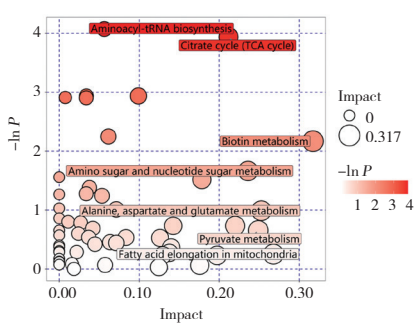 4
Aminoacyl-tRNA biosynthesis
Citrate cycle (TCA cycle)
3
Impact
0
0.317
Biotin metabolism
2
−ln P
Amino sugar and nucleotide sugar metabolism
−ln P
1 2 3 4
1
Alanine, aspartate and glutamate metabolism
Pyruvate metabolism
Fatty acid elongation in mitochondria
0
0.00 0.10 0.20 0.30
Impact